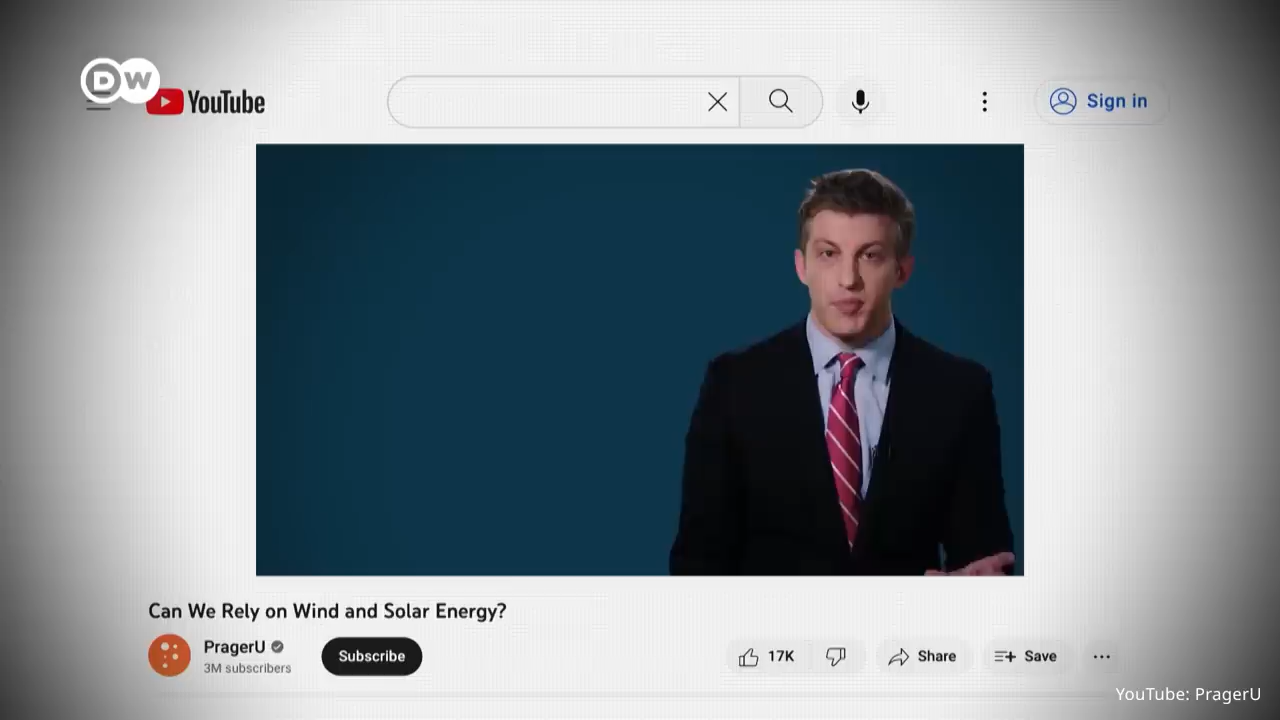 DW
YouTube
Sign in
Can We Rely on Wind and Solar Energy?
PragerU
3M subscribers
Subscribe
17K
Share
Save
YouTube: PragerU